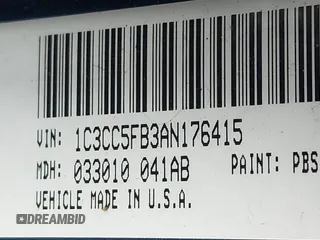 VIN: 1C3CC5FB3AN176415
MDH: 033010 041AB PAINT: PBS
VEHICLE MADE IN U.S.A.
DREAMBID